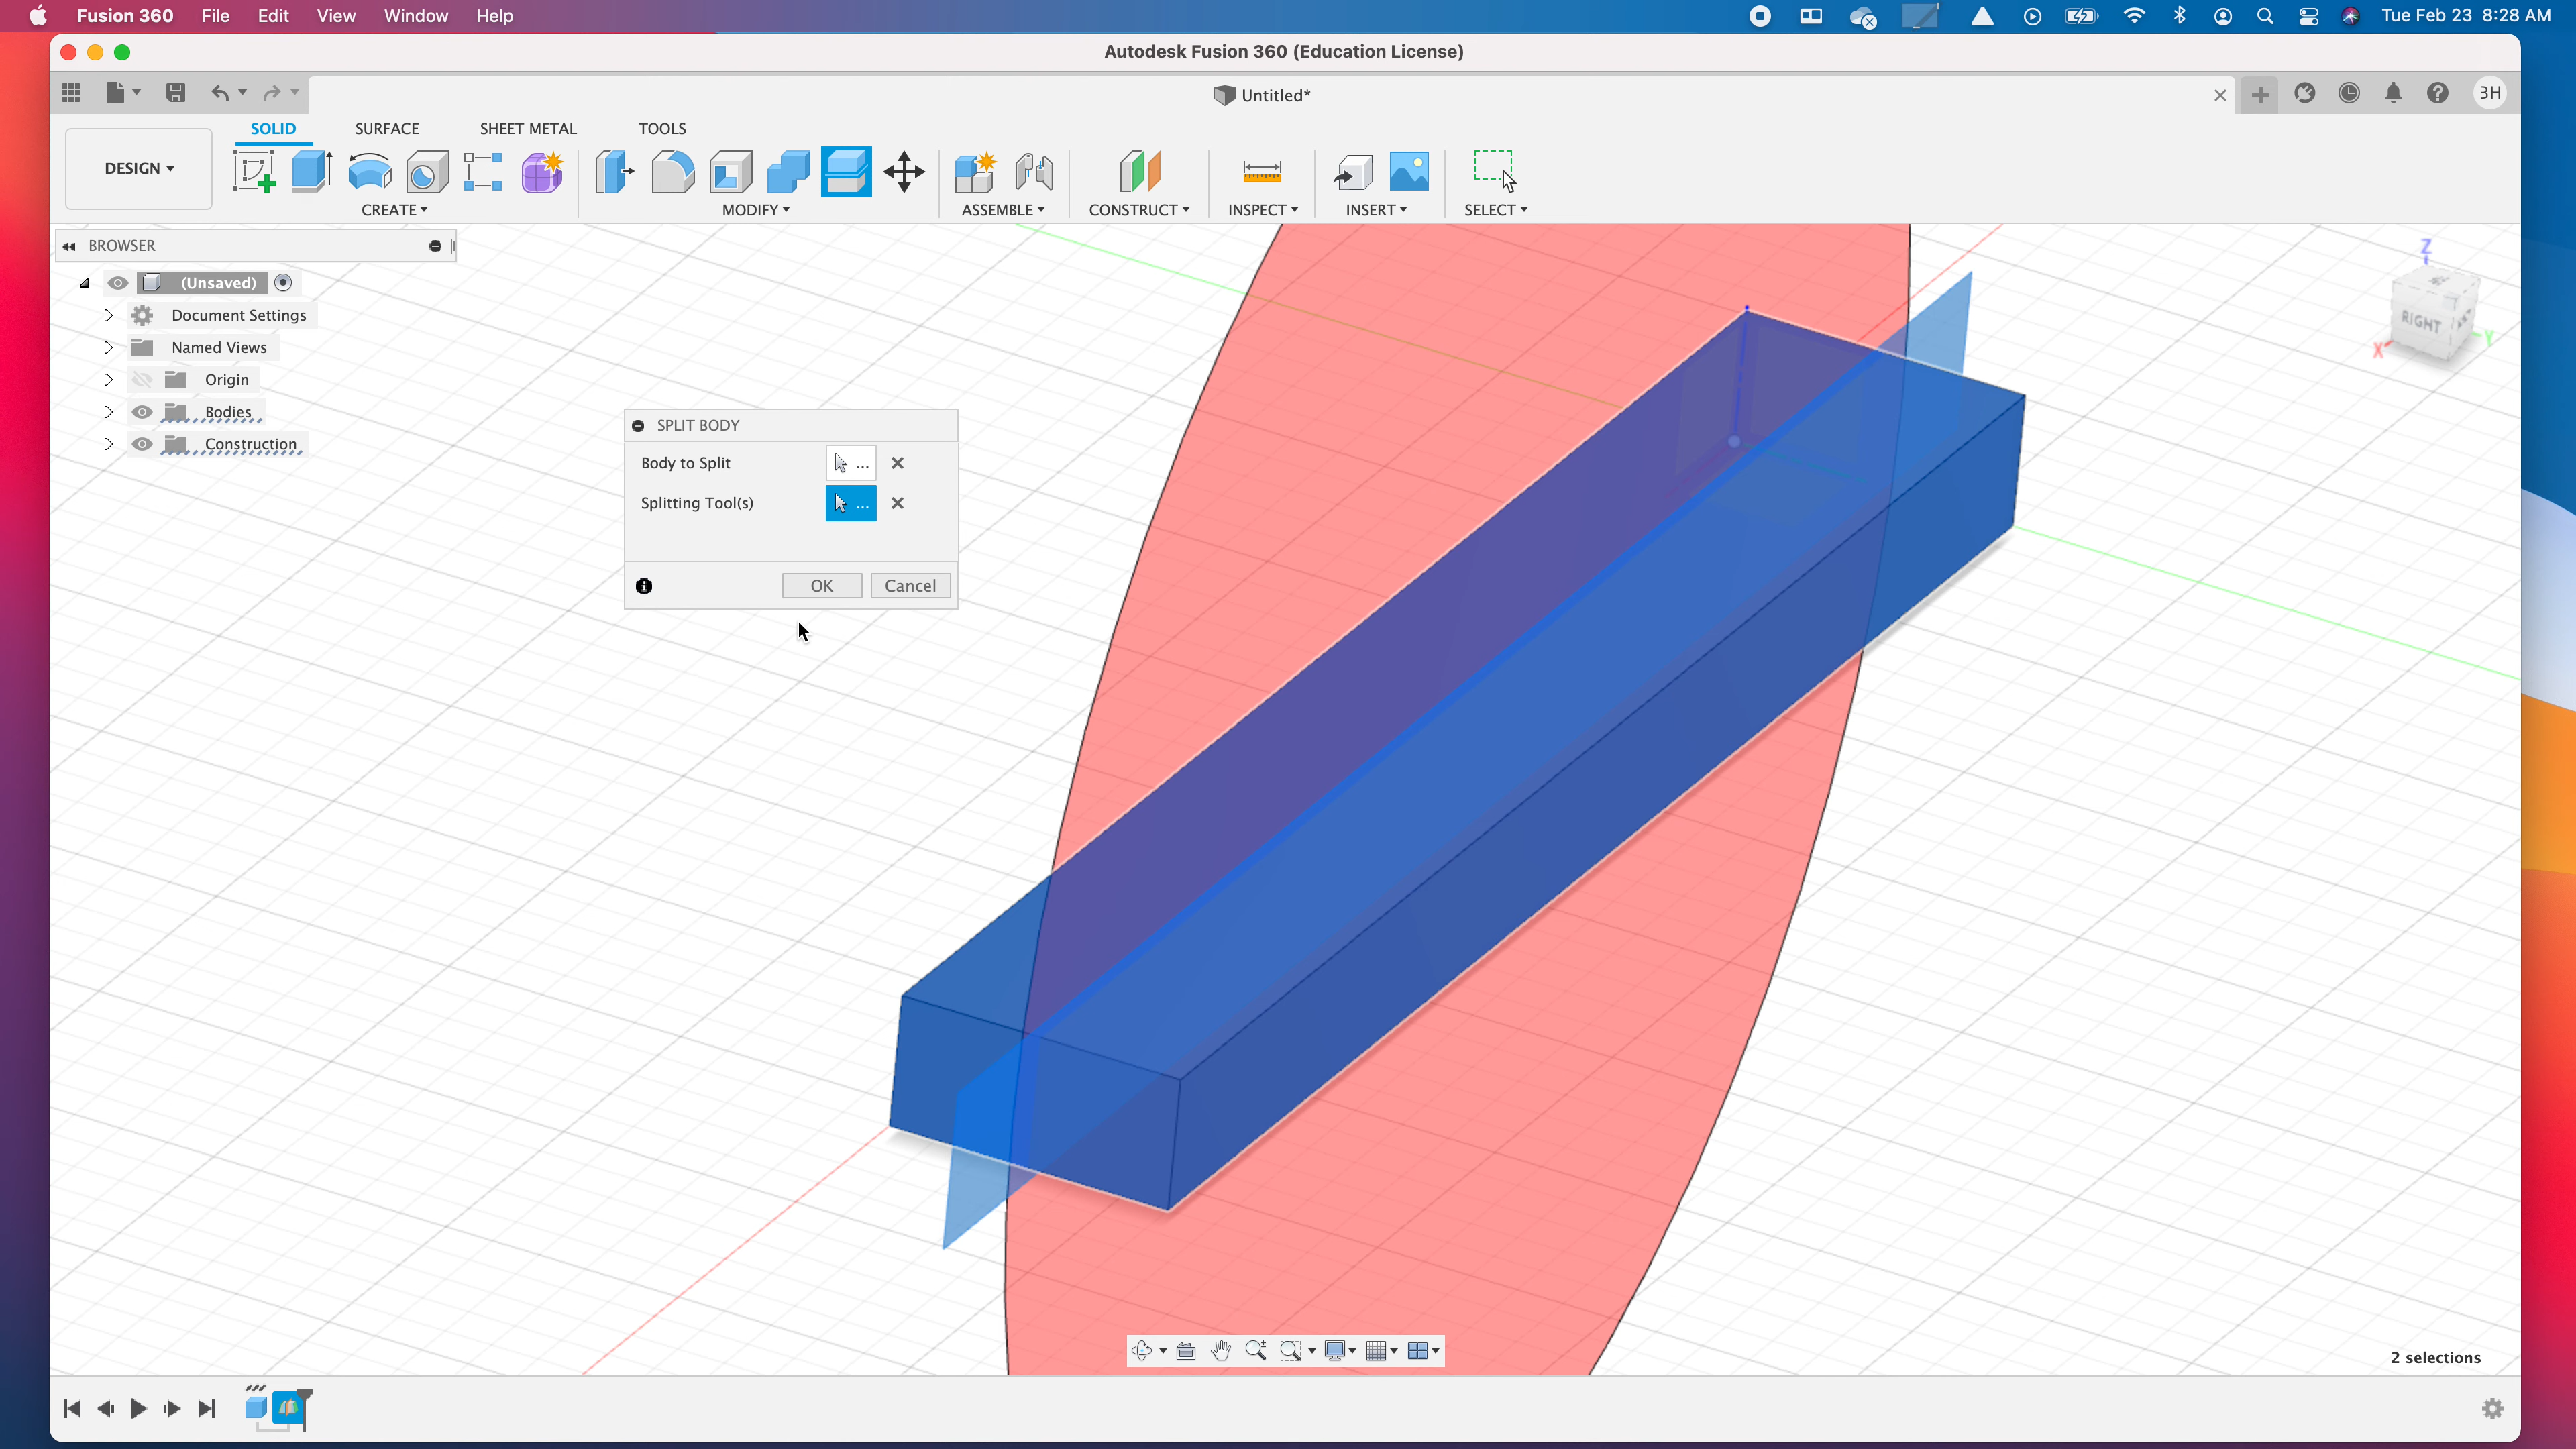 Fusion 360 File Edit View Window Help Tue Feb 23 8:28 AM
Autodesk Fusion 360 (Education License)
Untitled* BH
SOLID SURFACE SHEET METAL TOOLS
DESIGN
CREATE MODIFY ASSEMBLE CONSTRUCT INSPECT INSERT SELECT
BROWSER
(Unsaved)
Document Settings
Named Views
Origin
Bodies
Construction
SPLIT BODY
Body to Split ...
Splitting Tool(s) ...
OK Cancel
Z
RIGHT
X Y
2 selections